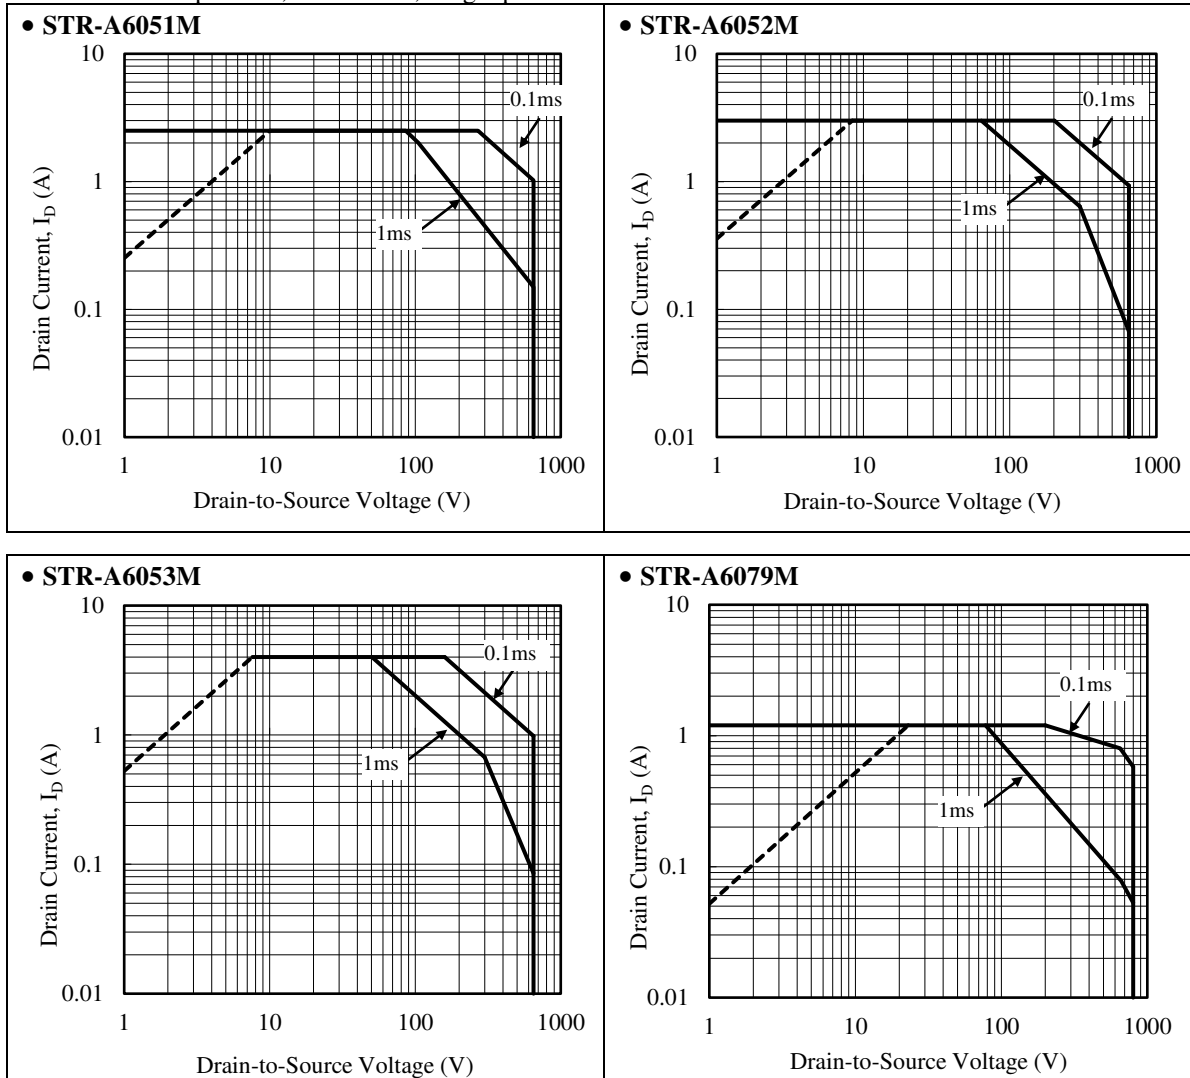 • STR-A6051M
10
1
0.1
0.01
0.1ms
1ms
Drain Current, I_D (A)
1 10 100 1000
Drain-to-Source Voltage (V)
• STR-A6052M
10
1
0.1
0.01
0.1ms
1ms
Drain Current, I_D (A)
1 10 100 1000
Drain-to-Source Voltage (V)
• STR-A6053M
10
1
0.1
0.01
0.1ms
1ms
Drain Current, I_D (A)
1 10 100 1000
Drain-to-Source Voltage (V)
• STR-A6079M
10
1
0.1
0.01
0.1ms
1ms
Drain Current, I_D (A)
1 10 100 1000
Drain-to-Source Voltage (V)